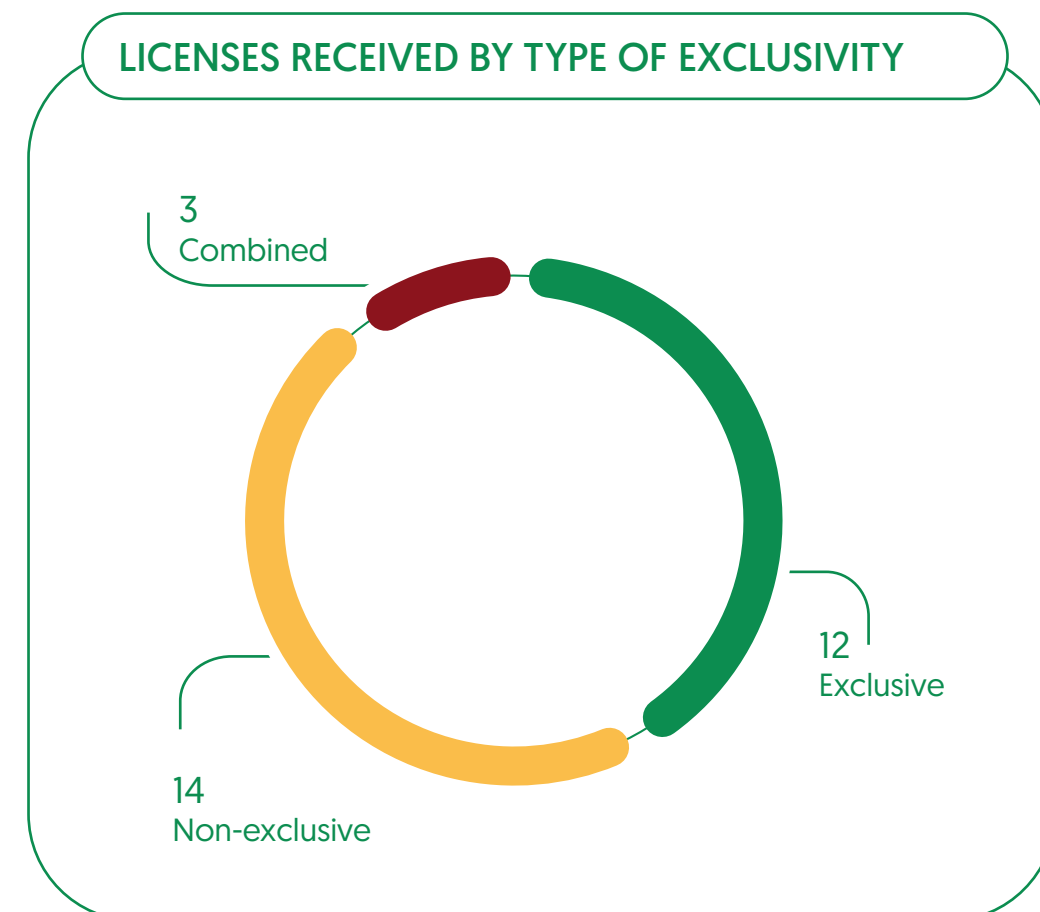 LICENSES RECEIVED BY TYPE OF EXCLUSIVITY
3
Combined
12
Exclusive
14
Non-exclusive